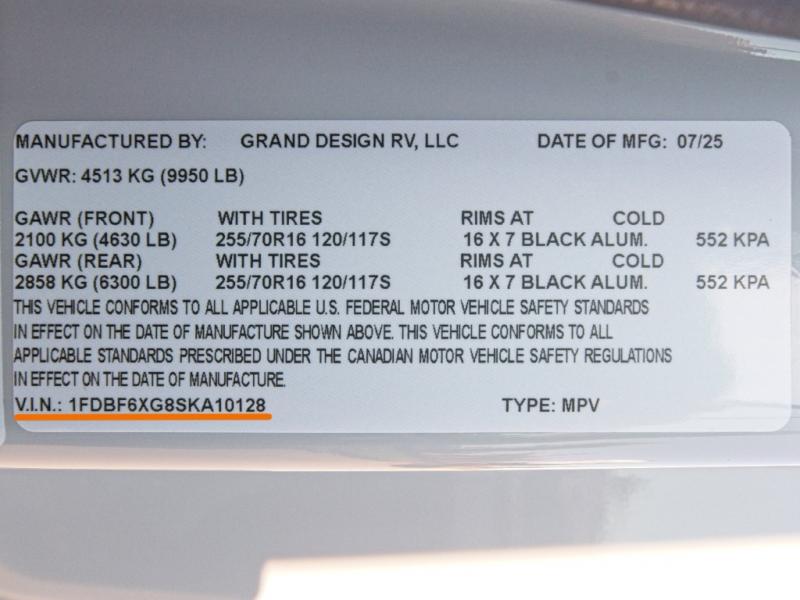 MANUFACTURED BY: GRAND DESIGN RV, LLC DATE OF MFG: 07/25
GVWR: 4513 KG (9950 LB)
GAWR (FRONT) WITH TIRES RIMS AT COLD
2100 KG (4630 LB) 255/70R16 120/117S 16 X 7 BLACK ALUM. 552 KPA
GAWR (REAR) WITH TIRES RIMS AT COLD
2858 KG (6300 LB) 255/70R16 120/117S 16 X 7 BLACK ALUM. 552 KPA
THIS VEHICLE CONFORMS TO ALL APPLICABLE U.S. FEDERAL MOTOR VEHICLE SAFETY STANDARDS
IN EFFECT ON THE DATE OF MANUFACTURE SHOWN ABOVE. THIS VEHICLE CONFORMS TO ALL
APPLICABLE STANDARDS PRESCRIBED UNDER THE CANADIAN MOTOR VEHICLE SAFETY REGULATIONS
IN EFFECT ON THE DATE OF MANUFACTURE.
V.I.N.: 1FDBF6XG8SKA10128 TYPE: MPV